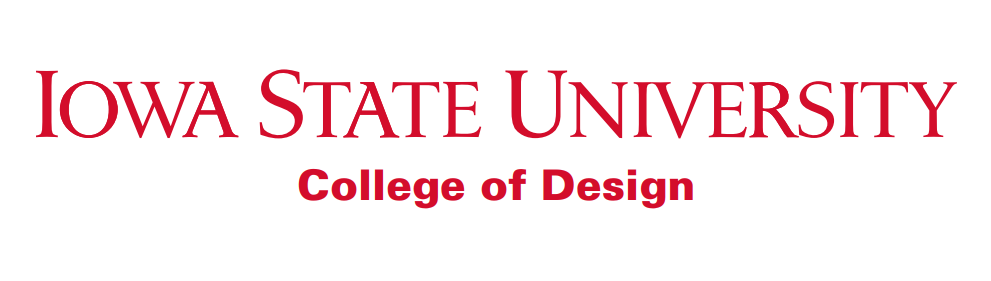 IOWA STATE UNIVERSITY
College of Design